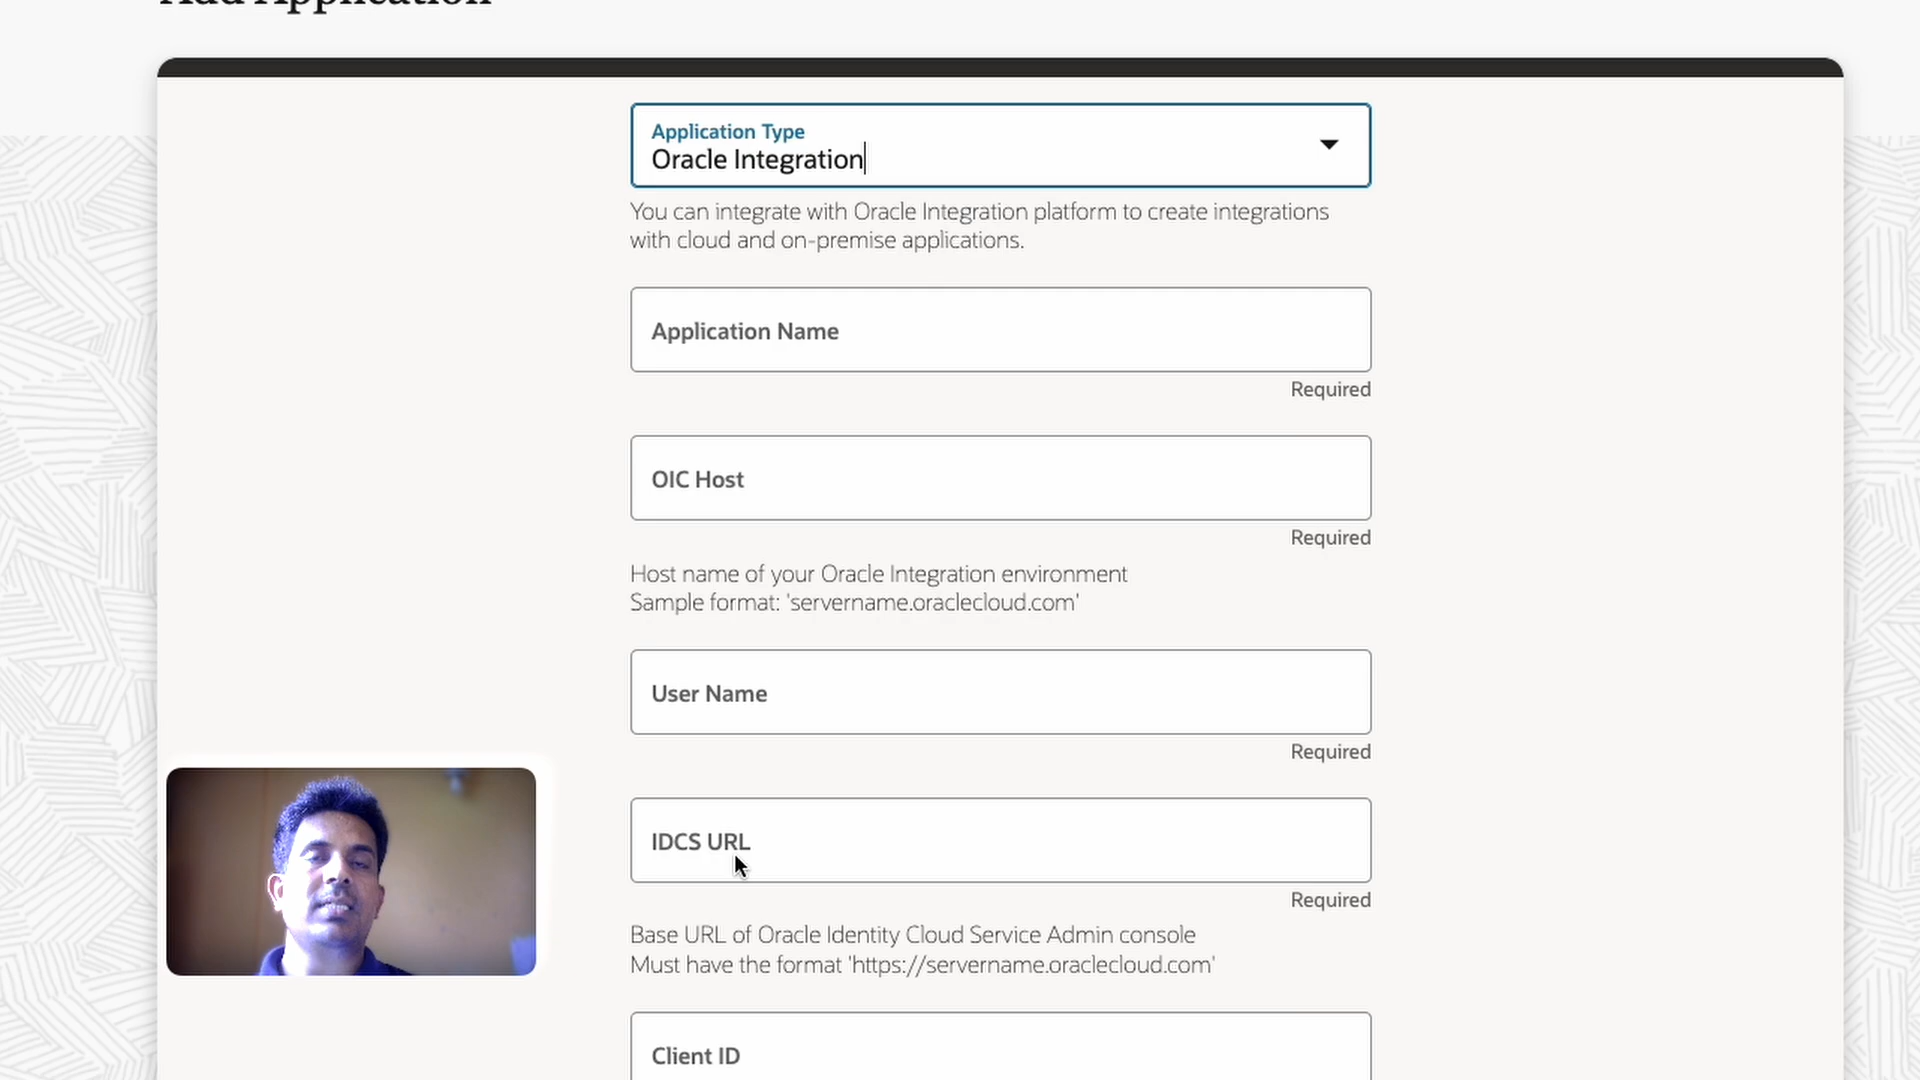 Add Application
Application Type
Oracle Integration
You can integrate with Oracle Integration platform to create integrations
with cloud and on-premise applications.
Application Name
Required
OIC Host
Required
Host name of your Oracle Integration environment
Sample format: 'servername.oraclecloud.com'
User Name
Required
IDCS URL
Required
Base URL of Oracle Identity Cloud Service Admin console
Must have the format 'https://servername.oraclecloud.com'
Client ID